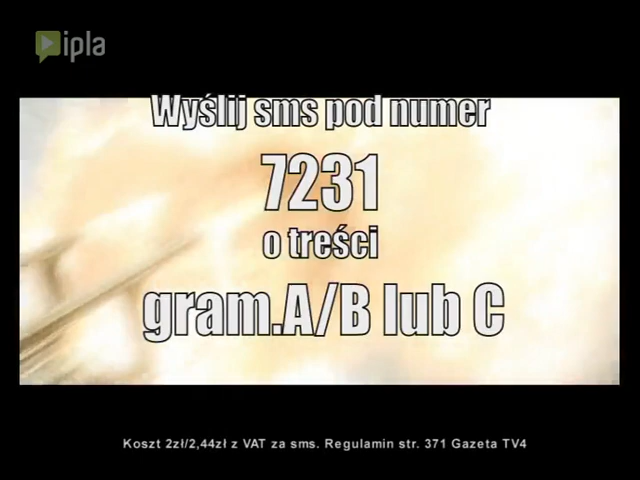 ipla
Wyślij sms pod numer
7231
o treści
gram.A/B lub C
Koszt 2zł/2,44zł z VAT za sms. Regulamin str. 371 Gazeta TV4